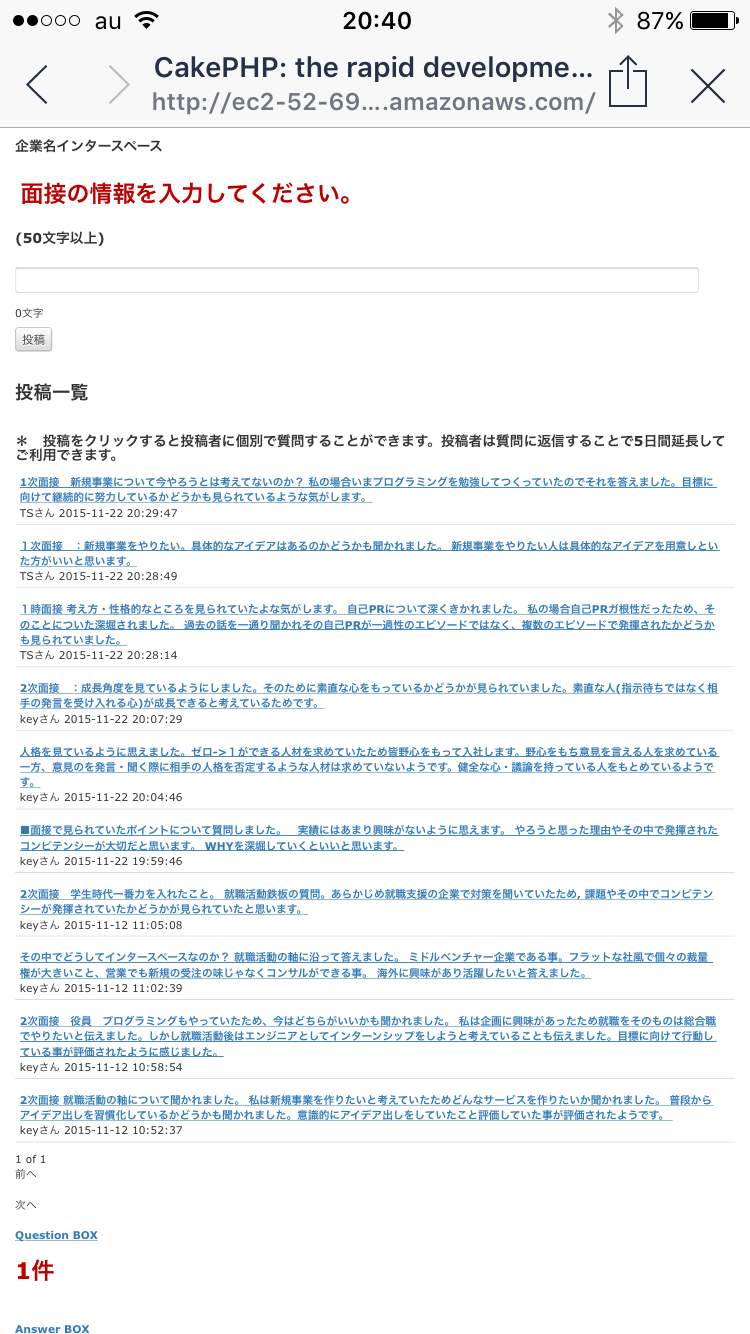 au 20:40 87%
CakePHP: the rapid developme...
http://ec2-52-69....amazonaws.com/
企業名インタースペース
面接の情報を入力してください。
(50文字以上)
0文字
投稿
投稿一覧
＊　投稿をクリックすると投稿者に個別で質問することができます。投稿者は質問に返信することで5日間延長して
ご利用できます。
1次面接　新規事業について今やろうとは考えてないのか？ 私の場合いまプログラミングを勉強してつくっていたのでそれを答えました。目標に
向けて継続的に努力しているかどうかも見られているような気がします。
TSさん 2015-11-22 20:29:47
１次面接　：新規事業をやりたい。具体的なアイデアはあるのかどうかも聞かれました。 新規事業をやりたい人は具体的なアイデアを用意しとい
た方がいいと思います。
TSさん 2015-11-22 20:28:49
１時面接 考え方・性格的なところを見られていたよな気がします。 自己PRについて深くきかれました。 私の場合自己PRガ根性だったため、そ
のことについた深堀されました。 過去の話を一通り聞かれその自己PRが一過性のエピソードではなく、複数のエピソードで発揮されたかどうか
も見られていました。
TSさん 2015-11-22 20:28:14
2次面接　：成長角度を見ているようにしました。そのために素直な心をもっているかどうかが見られていました。素直な人(指示待ちではなく相
手の発言を受け入れる心)が成長できると考えているためです。
keyさん 2015-11-22 20:07:29
人格を見ているように思えました。ゼロ->１ができる人材を求めていたため皆野心をもって入社します。野心をもち意見を言える人を求めている
一方、意見のを発言・聞く際に相手の人格を否定するような人材は求めていないようです。健全な心・議論を持っている人をもとめているようで
す。
keyさん 2015-11-22 20:04:46
■面接で見られていたポイントについて質問しました。　実績にはあまり興味がないように思えます。 やろうと思った理由やその中で発揮された
コンピテンシーが大切だと思います。 WHYを深堀していくといいと思います。
keyさん 2015-11-22 19:59:46
2次面接　学生時代一番力を入れたこと。 就職活動鉄板の質問。あらかじめ就職支援の企業で対策を聞いていたため, 課題やその中でコンピテン
シーが発揮されていたかどうかが見られていたと思います。
keyさん 2015-11-12 11:05:08
その中でどうしてインタースペースなのか？ 就職活動の軸に沿って答えました。 ミドルベンチャー企業である事。フラットな社風で個々の裁量
権が大きいこと、営業でも新規の受注の味じゃなくコンサルができる事。 海外に興味があり活躍したいと答えました。
keyさん 2015-11-12 11:02:39
2次面接　役員　プログラミングもやっていたため、今はどちらがいいかも聞かれました。 私は企画に興味があったため就職をそのものは総合職
でやりたいと伝えました。しかし就職活動後はエンジニアとしてインターンシップをしようと考えていることも伝えました。目標に向けて行動し
ている事が評価されたように感じました。
keyさん 2015-11-12 10:58:54
2次面接 就職活動の軸について聞かれました。 私は新規事業を作りたいと考えていたためどんなサービスを作りたいか聞かれました。 普段から
アイデア出しを習慣化しているかどうかも聞かれました。意識的にアイデア出しをしていたこと評価していた事が評価されたようです。
keyさん 2015-11-12 10:52:37
1 of 1
前へ
次へ
Question BOX
1件
Answer BOX